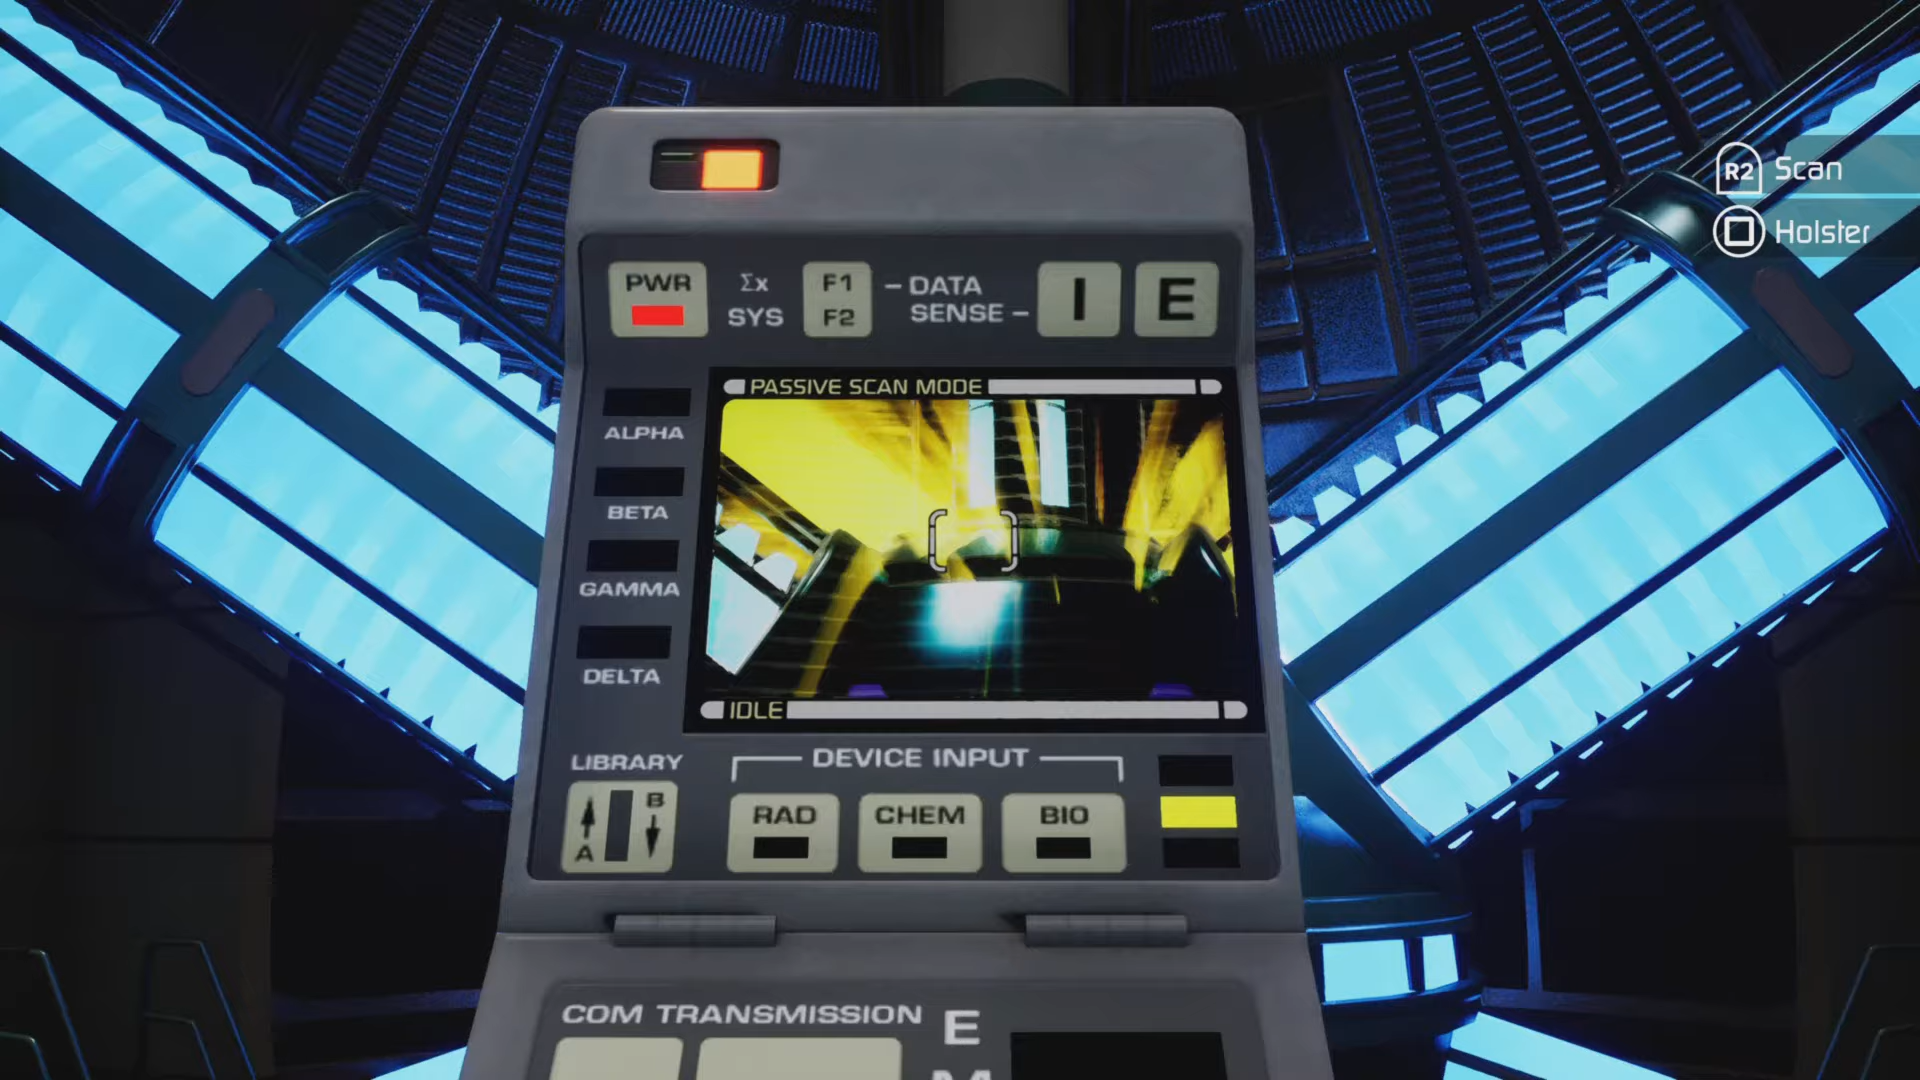 R2 Scan
Holster
PWR
Σx
SYS
F1
F2
– DATA
SENSE –
I
E
PASSIVE SCAN MODE
ALPHA
BETA
GAMMA
DELTA
IDLE
LIBRARY
A
B
DEVICE INPUT
RAD
CHEM
BIO
COM TRANSMISSION
E
M